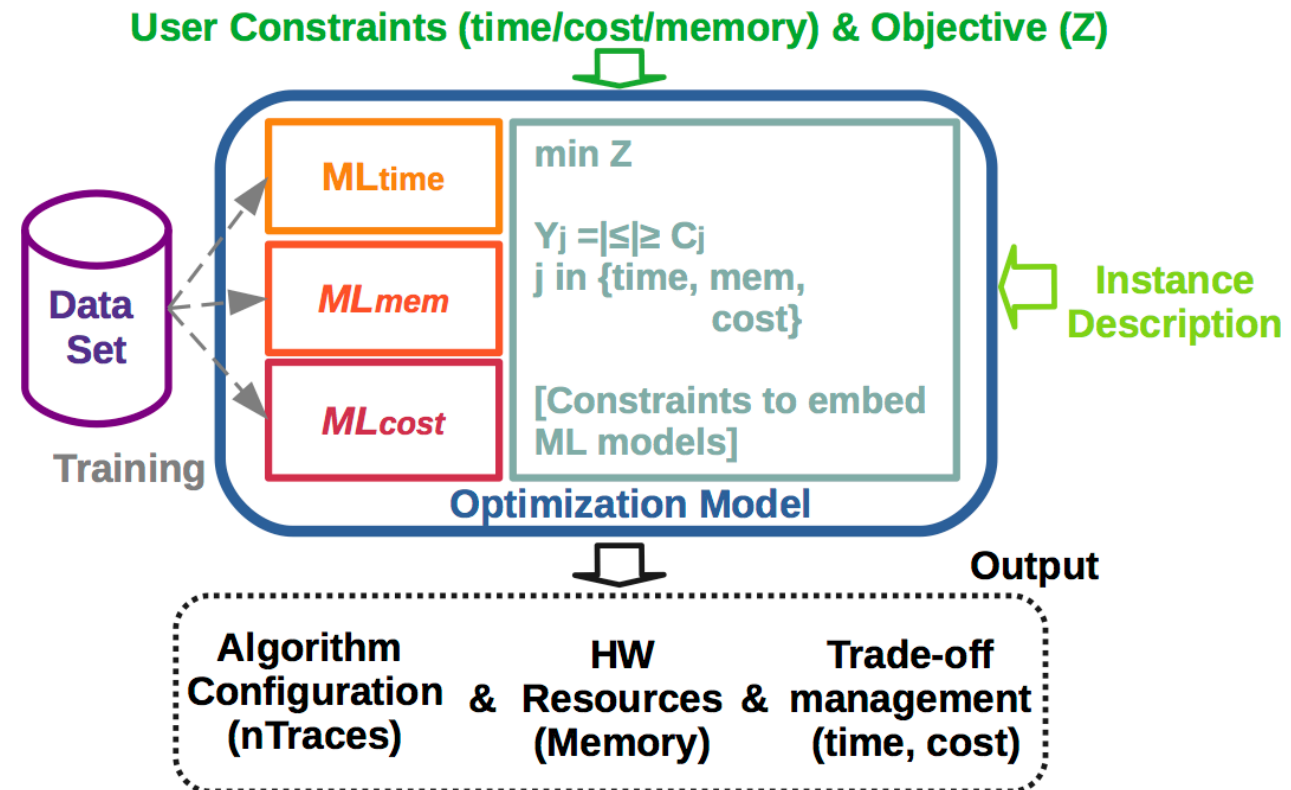 User Constraints (time/cost/memory) & Objective (Z)
MLtime
MLmem
MLcost
min Z
Yj =|≤|≥ Cj
j in {time, mem,
cost}
[Constraints to embed
ML models]
Optimization Model
Data
Set
Training
Instance
Description
Output
Algorithm
Configuration
(nTraces)
&
HW
Resources
(Memory)
&
Trade-off
management
(time, cost)